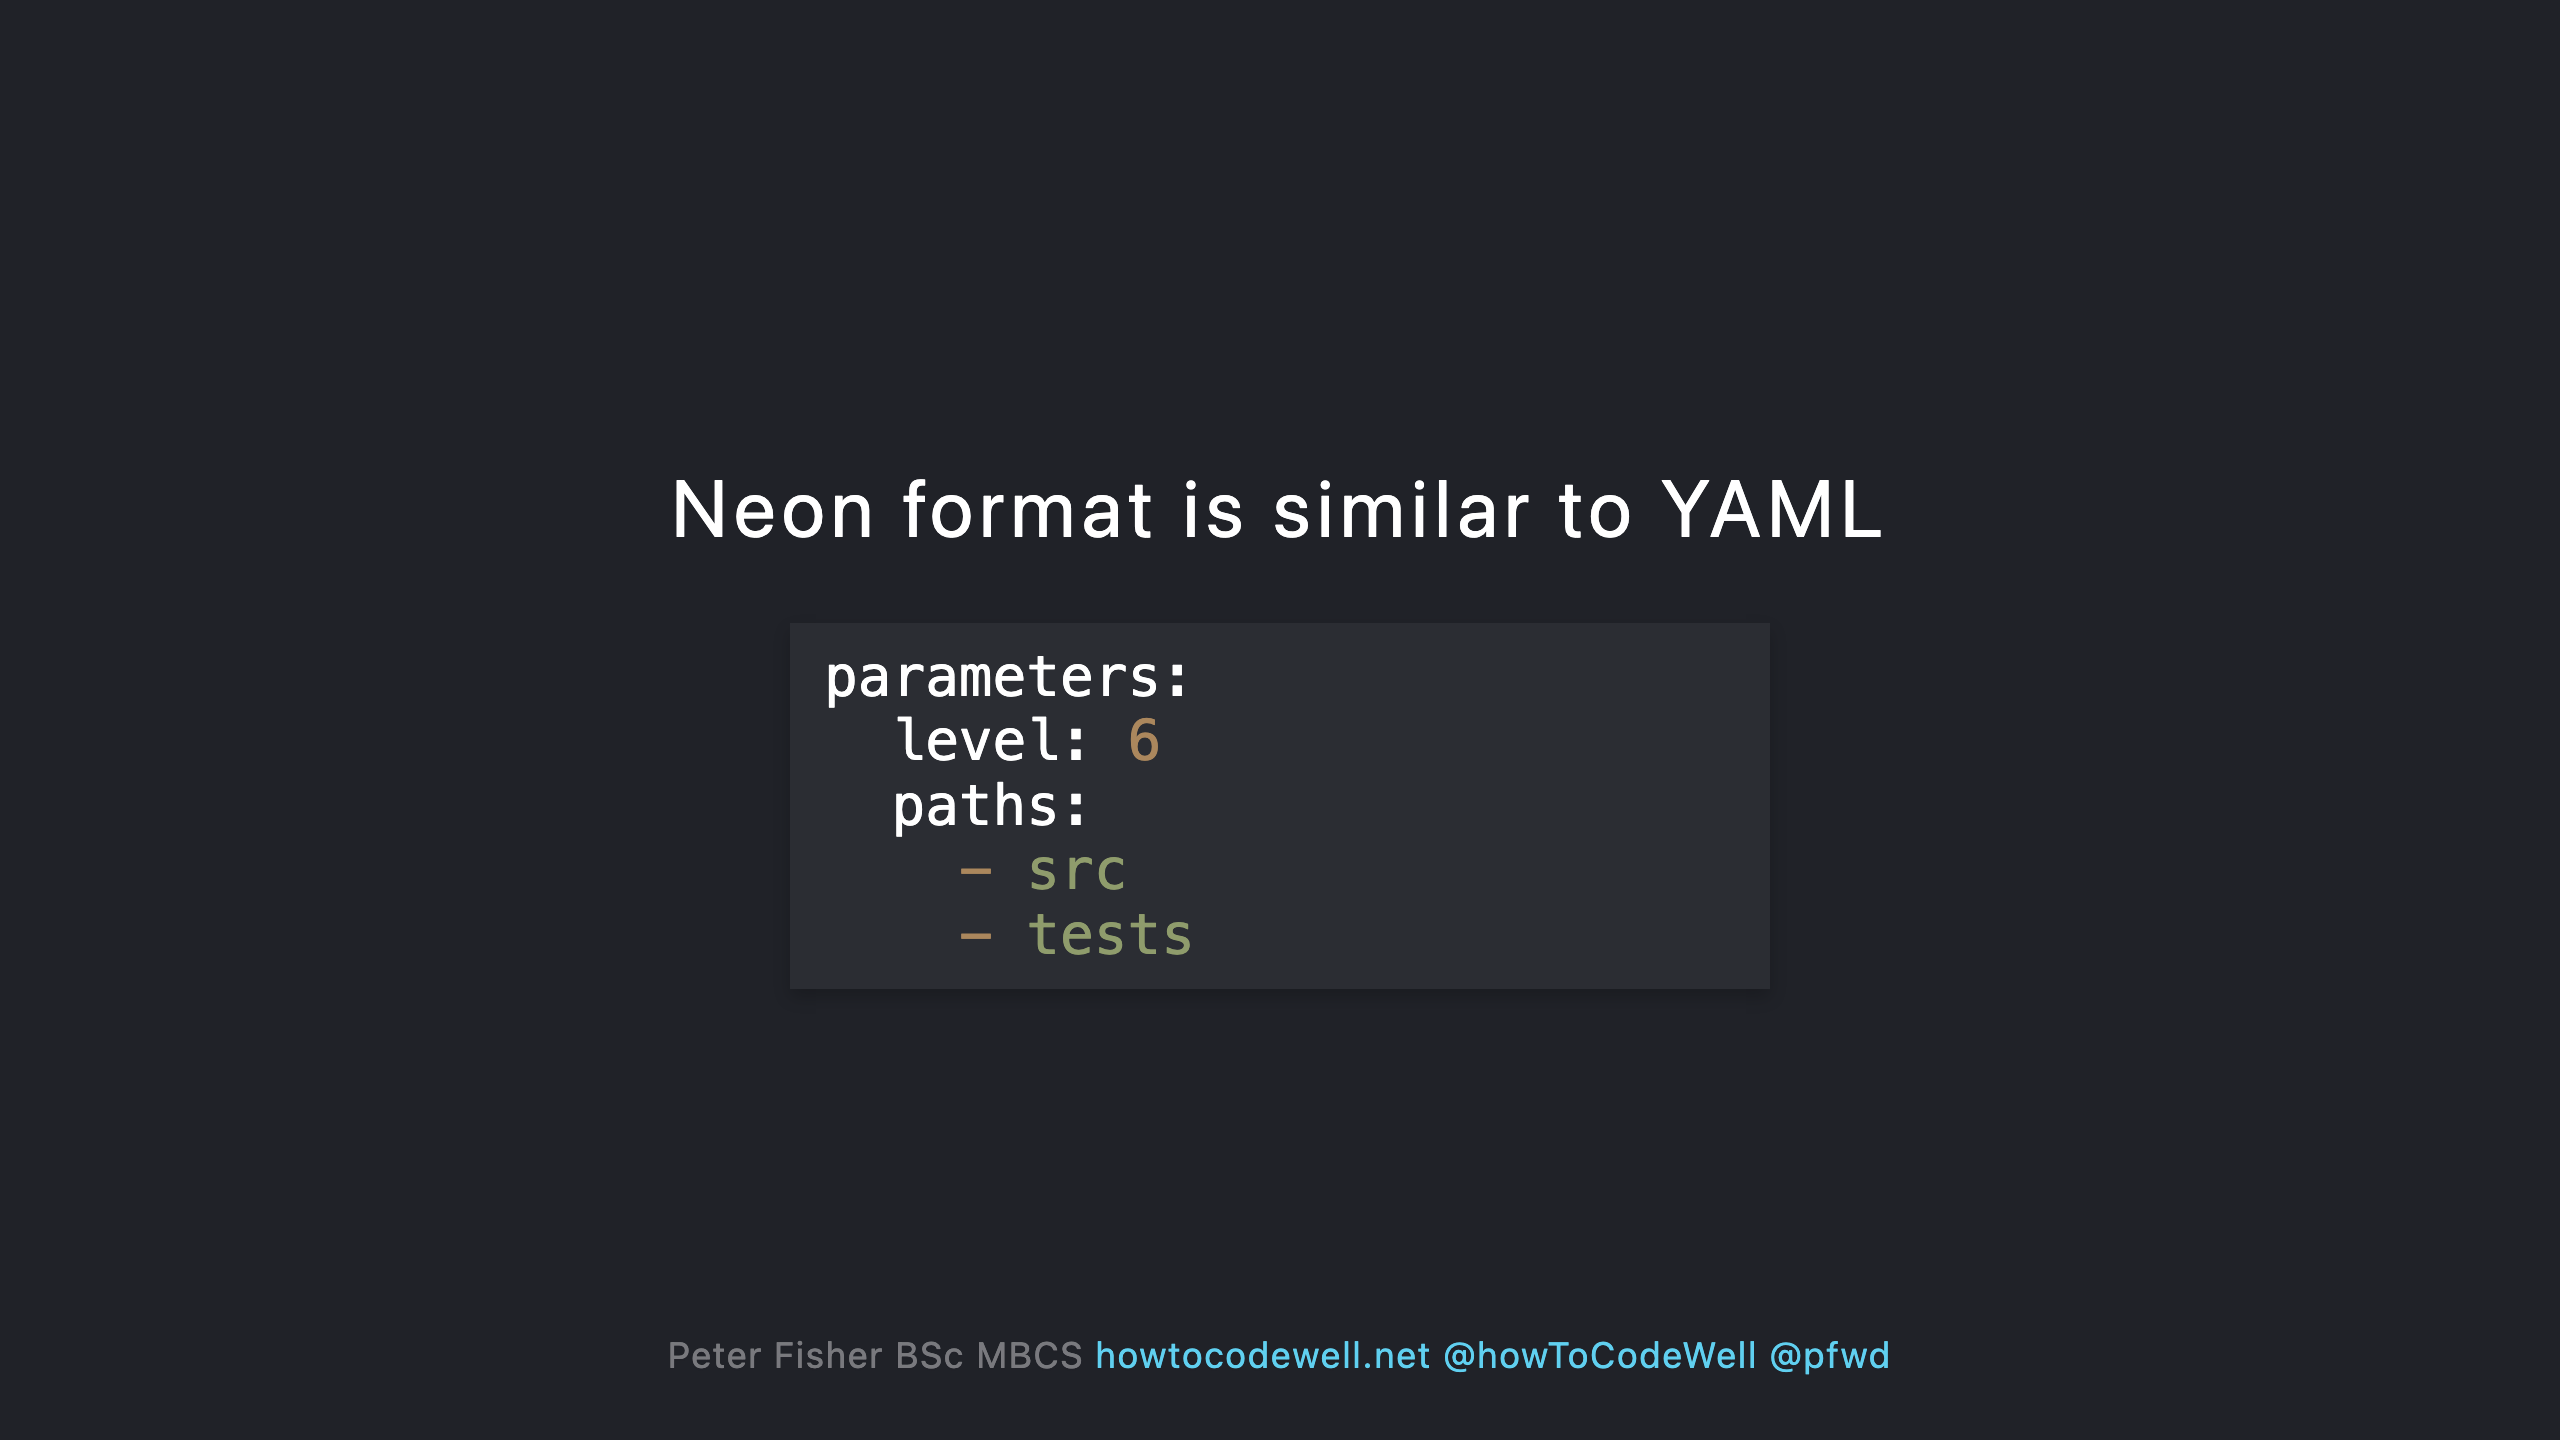 Neon format is similar to YAML
parameters:
  level: 6
  paths:
    - src
    - tests
Peter Fisher BSc MBCS howtocodewell.net @howToCodeWell @pfwd